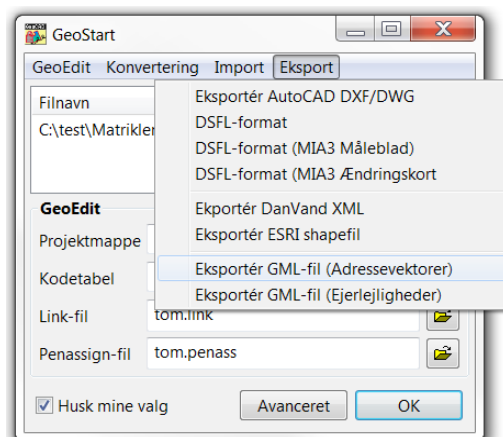 GeoStart
GeoEdit Konvertering Import Eksport
Filnavn
C:\test\Matrikle
Eksportér AutoCAD DXF/DWG
DSFL-format
DSFL-format (MIA3 Måleblad)
DSFL-format (MIA3 Ændringskort
Ekportér DanVand XML
Eksportér ESRI shapefil
Eksportér GML-fil (Adressevektorer)
Eksportér GML-fil (Ejerlejligheder)
GeoEdit
Projektmappe
Kodetabel
Link-fil tom.link
Penassign-fil tom.penass
Husk mine valg Avanceret OK